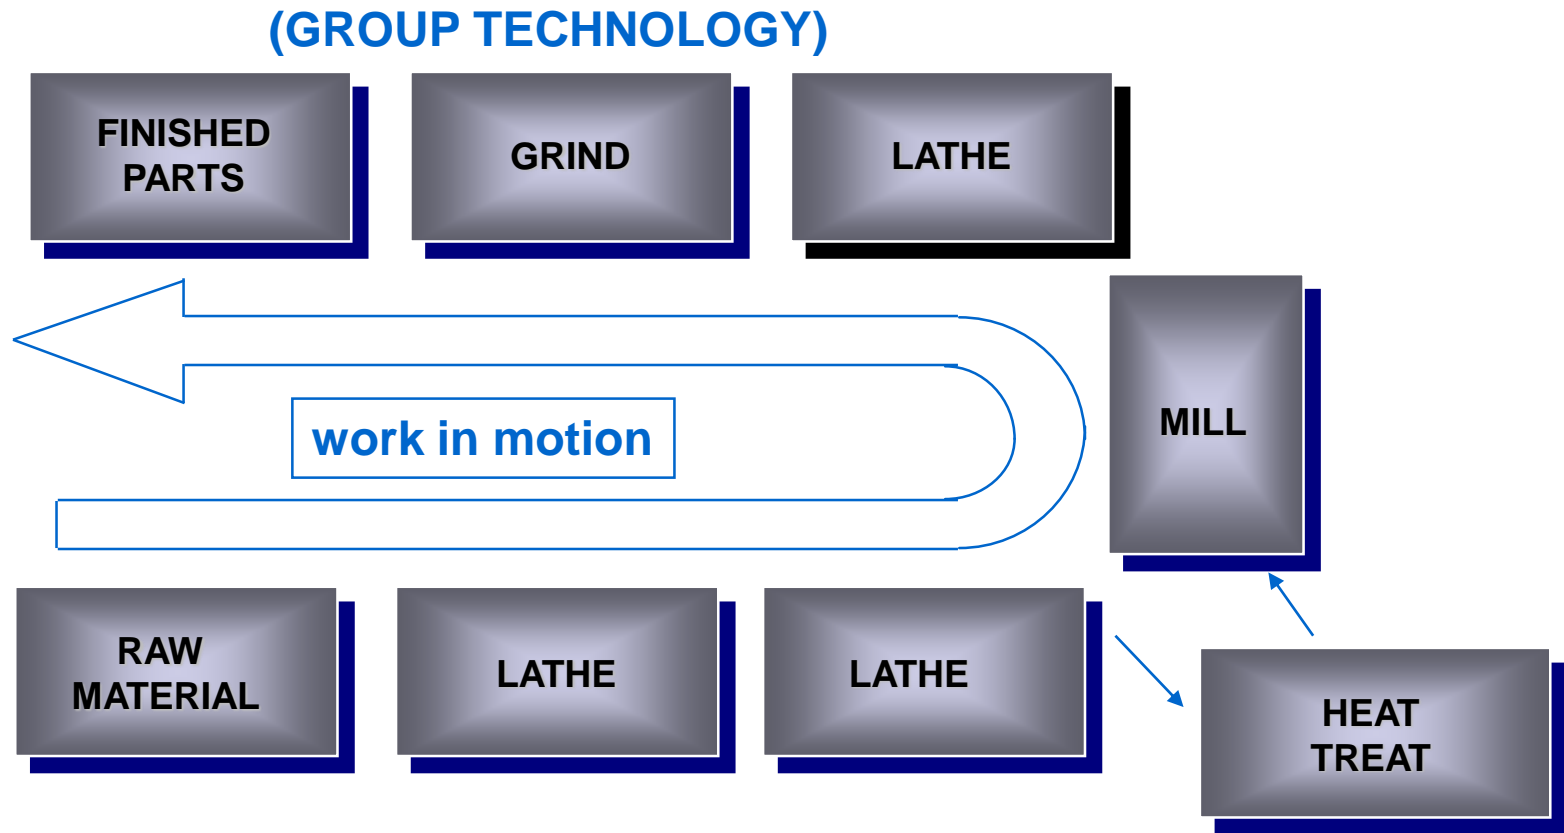 (GROUP TECHNOLOGY)
FINISHED
PARTS
GRIND
LATHE
MILL
work in motion
RAW
MATERIAL
LATHE
LATHE
HEAT
TREAT